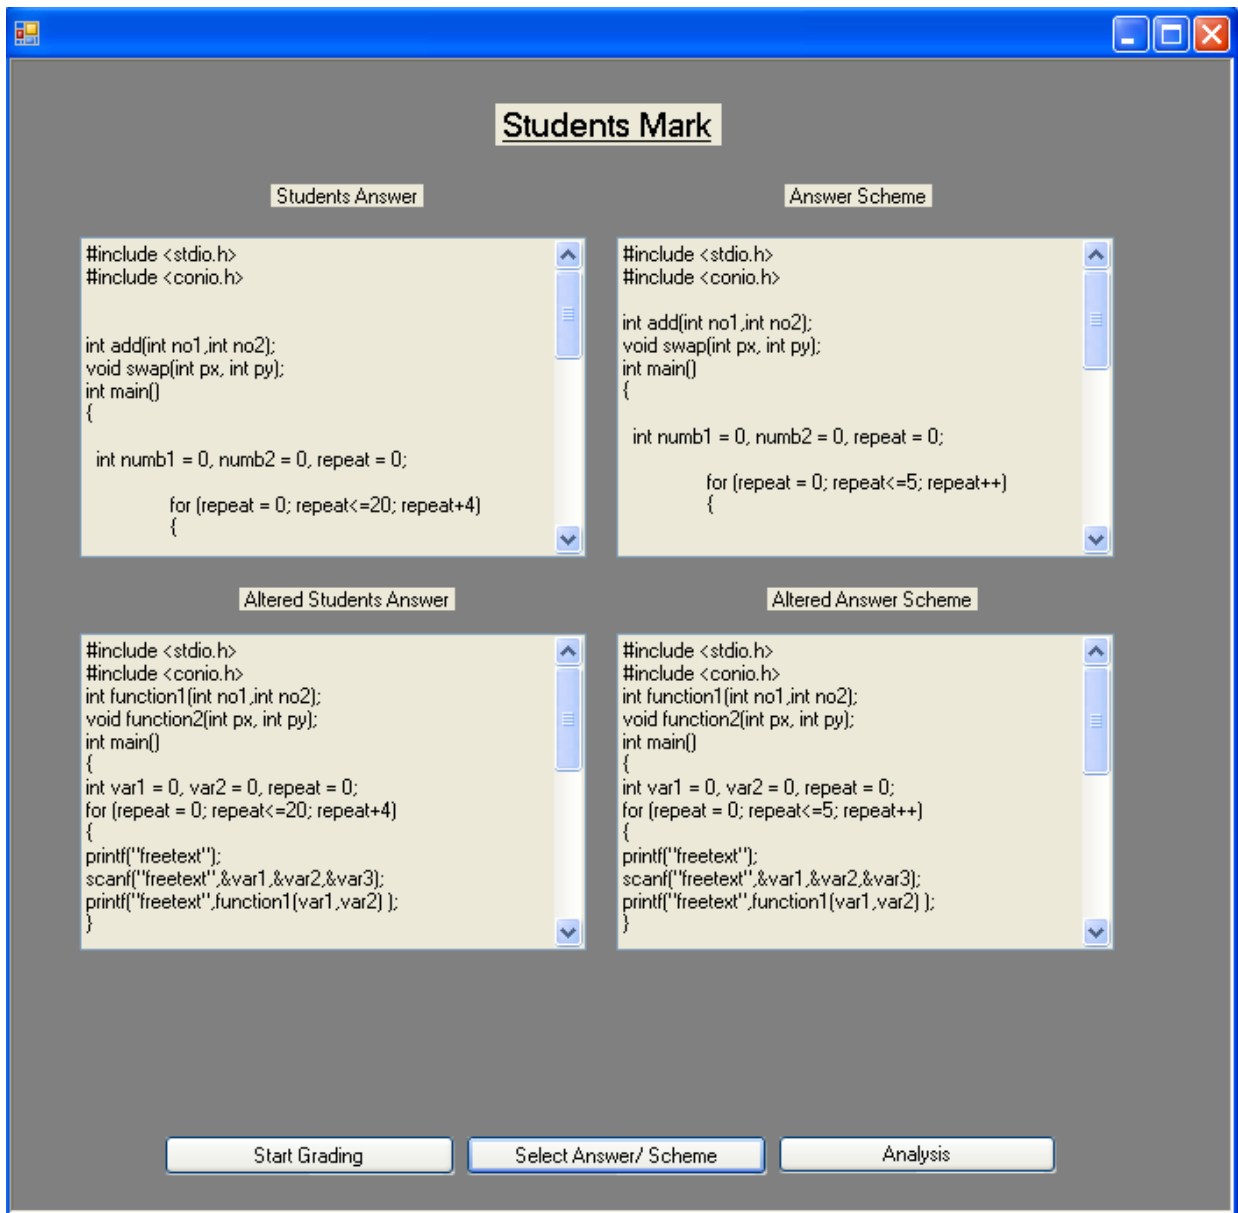 Students Mark
Students Answer
#include <stdio.h>
#include <conio.h>
int add(int no1,int no2);
void swap(int px, int py);
int main()
{
int numb1 = 0, numb2 = 0, repeat = 0;
for (repeat = 0; repeat<=20; repeat+4)
{
Answer Scheme
#include <stdio.h>
#include <conio.h>
int add(int no1,int no2);
void swap(int px, int py);
int main()
{
int numb1 = 0, numb2 = 0, repeat = 0;
for (repeat = 0; repeat<=5; repeat++)
{
Altered Students Answer
#include <stdio.h>
#include <conio.h>
int function1(int no1,int no2);
void function2(int px, int py);
int main()
{
int var1 = 0, var2 = 0, repeat = 0;
for (repeat = 0; repeat<=20; repeat+4)
{
printf("freetext");
scanf("freetext",&var1,&var2,&var3);
printf("freetext",function1(var1,var2) );
}
Altered Answer Scheme
#include <stdio.h>
#include <conio.h>
int function1(int no1,int no2);
void function2(int px, int py);
int main()
{
int var1 = 0, var2 = 0, repeat = 0;
for (repeat = 0; repeat<=5; repeat++)
{
printf("freetext");
scanf("freetext",&var1,&var2,&var3);
printf("freetext",function1(var1,var2) );
}
Start Grading
Select Answer/ Scheme
Analysis